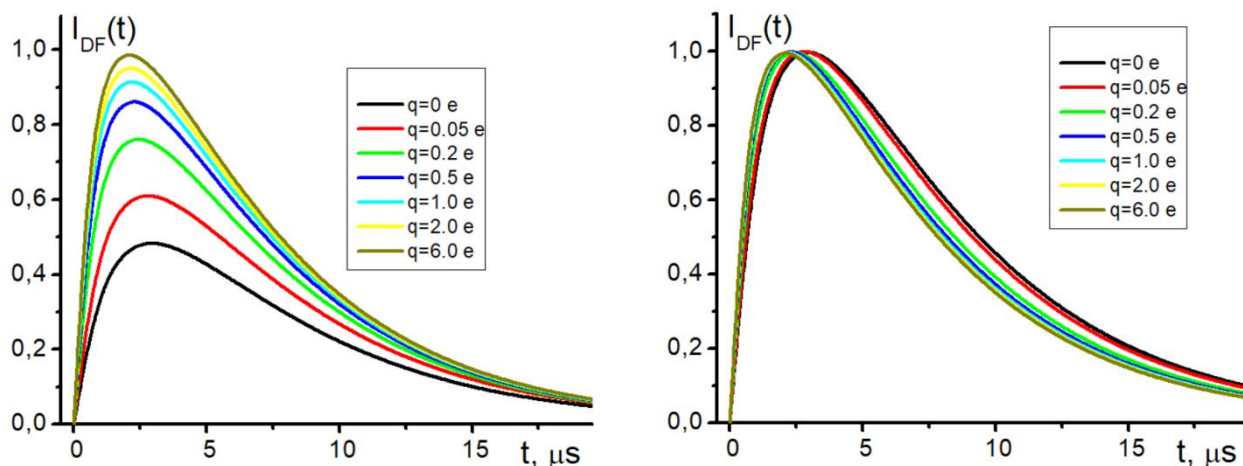 I_DF(t)
1,0
0,8
0,6
0,4
0,2
0,0
0
5
10
15
t, μs
q=0 e
q=0.05 e
q=0.2 e
q=0.5 e
q=1.0 e
q=2.0 e
q=6.0 e
I_DF(t)
1,0
0,8
0,6
0,4
0,2
0,0
0
5
10
15
t, μs
q=0 e
q=0.05 e
q=0.2 e
q=0.5 e
q=1.0 e
q=2.0 e
q=6.0 e